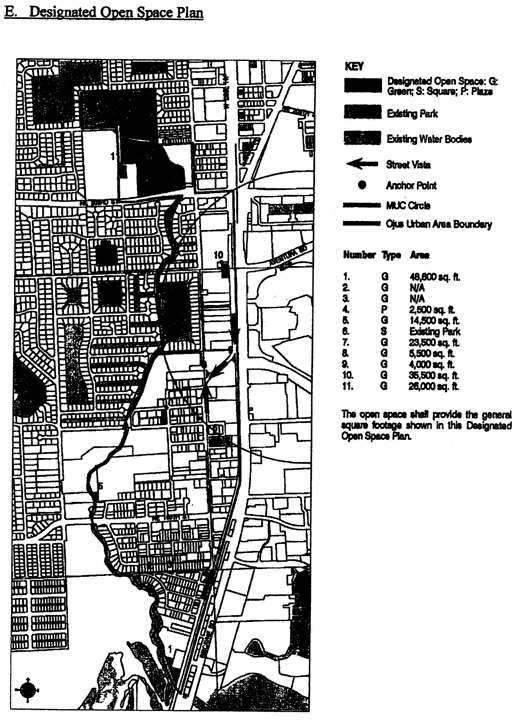 E. Designated Open Space Plan
KEY
Designated Open Space: G:
Green; S: Square; P: Plaza
Existing Park
Existing Water Bodies
Street Vista
Anchor Point
MUC Circle
Ojus Urban Area Boundary
Number Type Area
1. G 48,600 sq. ft.
2. G N/A
3. G N/A
4. P 2,500 sq. ft.
5. G 14,500 sq. ft.
6. S Existing Park
7. G 23,500 sq. ft.
8. G 5,500 sq. ft.
9. G 4,000 sq. ft.
10. G 35,500 sq. ft.
11. G 26,000 sq. ft.
The open space shall provide the general
square footage shown in this Designated
Open Space Plan.
1
10
AVENTURA BD
5
1